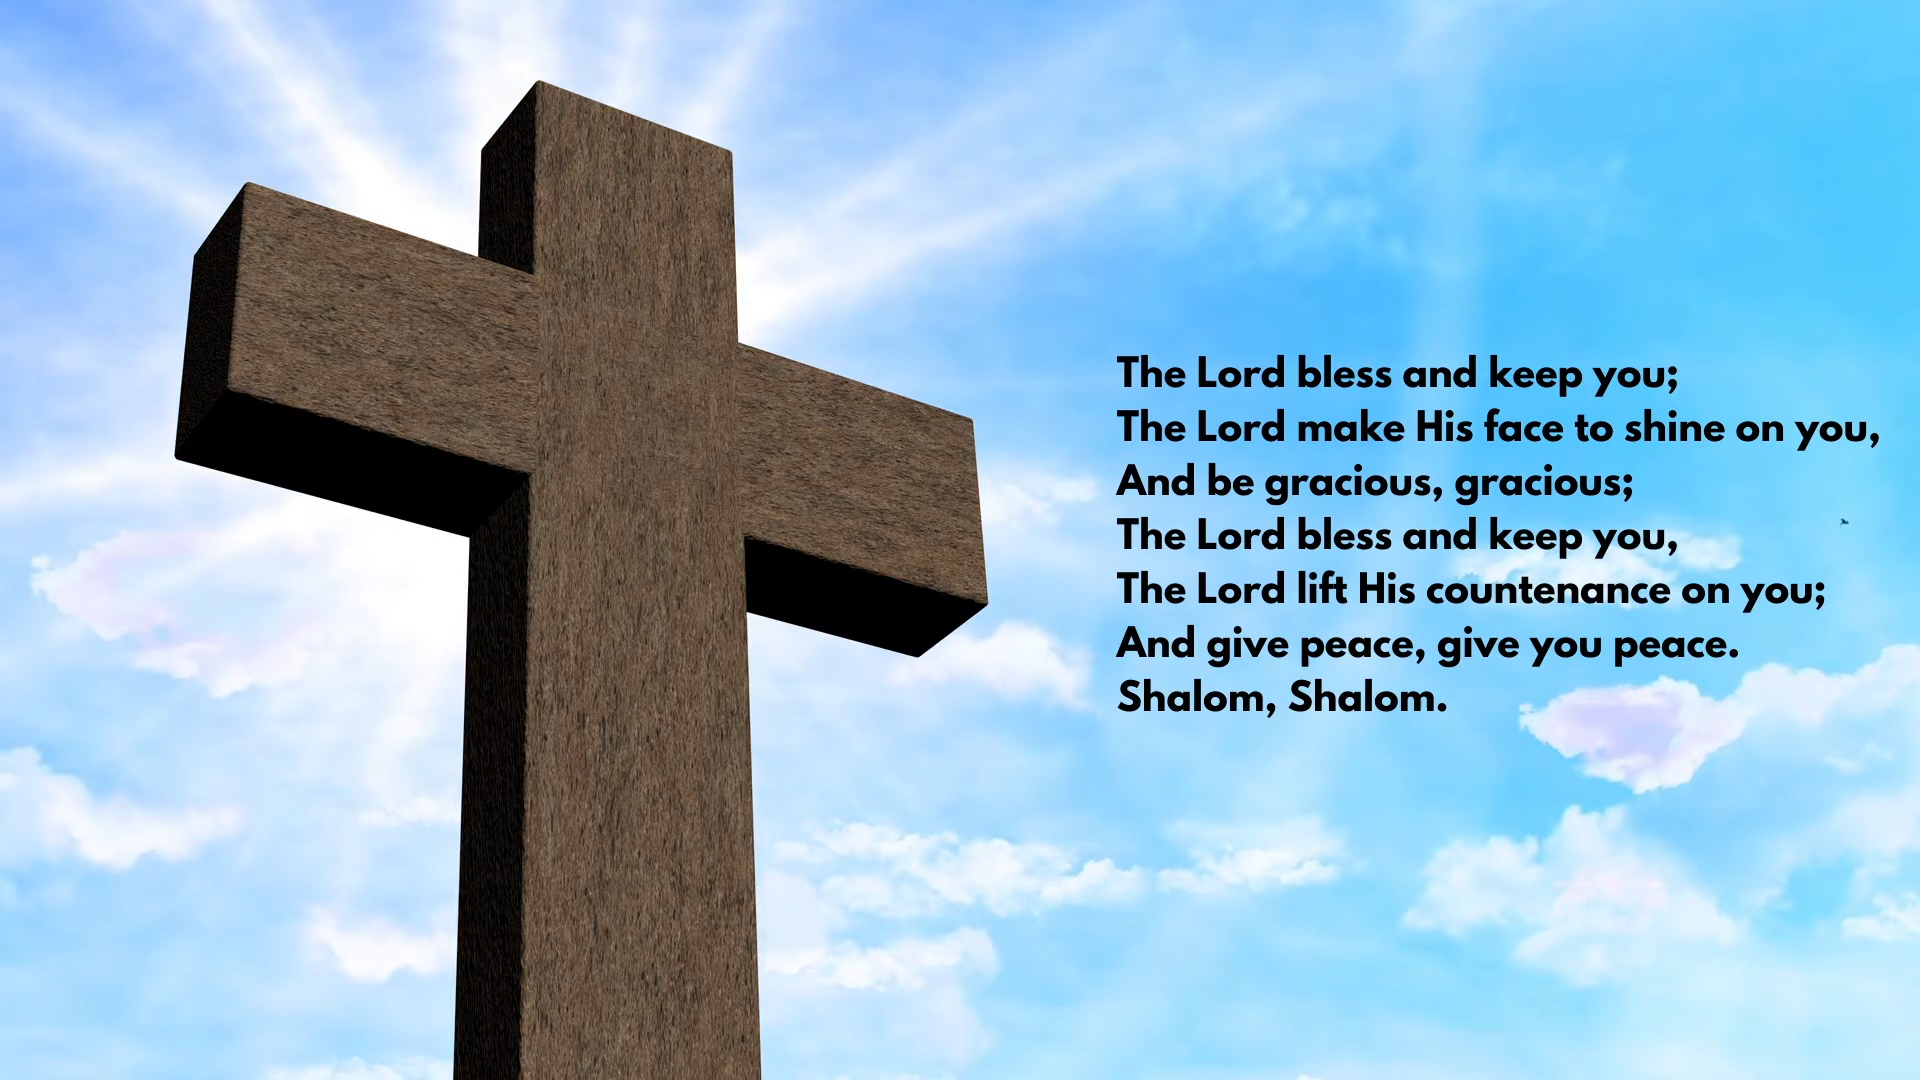 The Lord bless and keep you;
The Lord make His face to shine on you,
And be gracious, gracious;
The Lord bless and keep you,
The Lord lift His countenance on you;
And give peace, give you peace.
Shalom, Shalom.